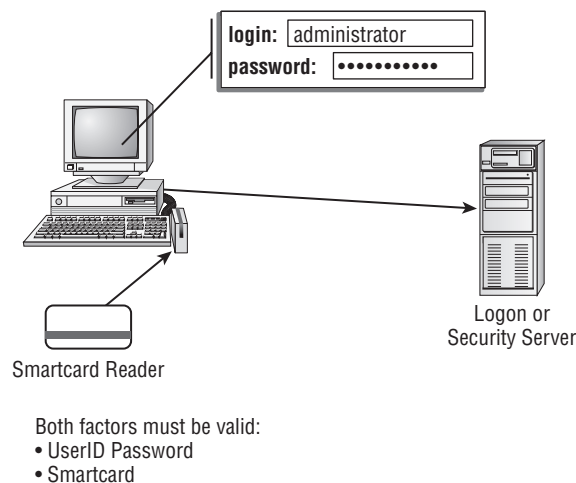 login: administrator
password: •••••••••••
Logon or
Security Server
Smartcard Reader
Both factors must be valid:
• UserID Password
• Smartcard